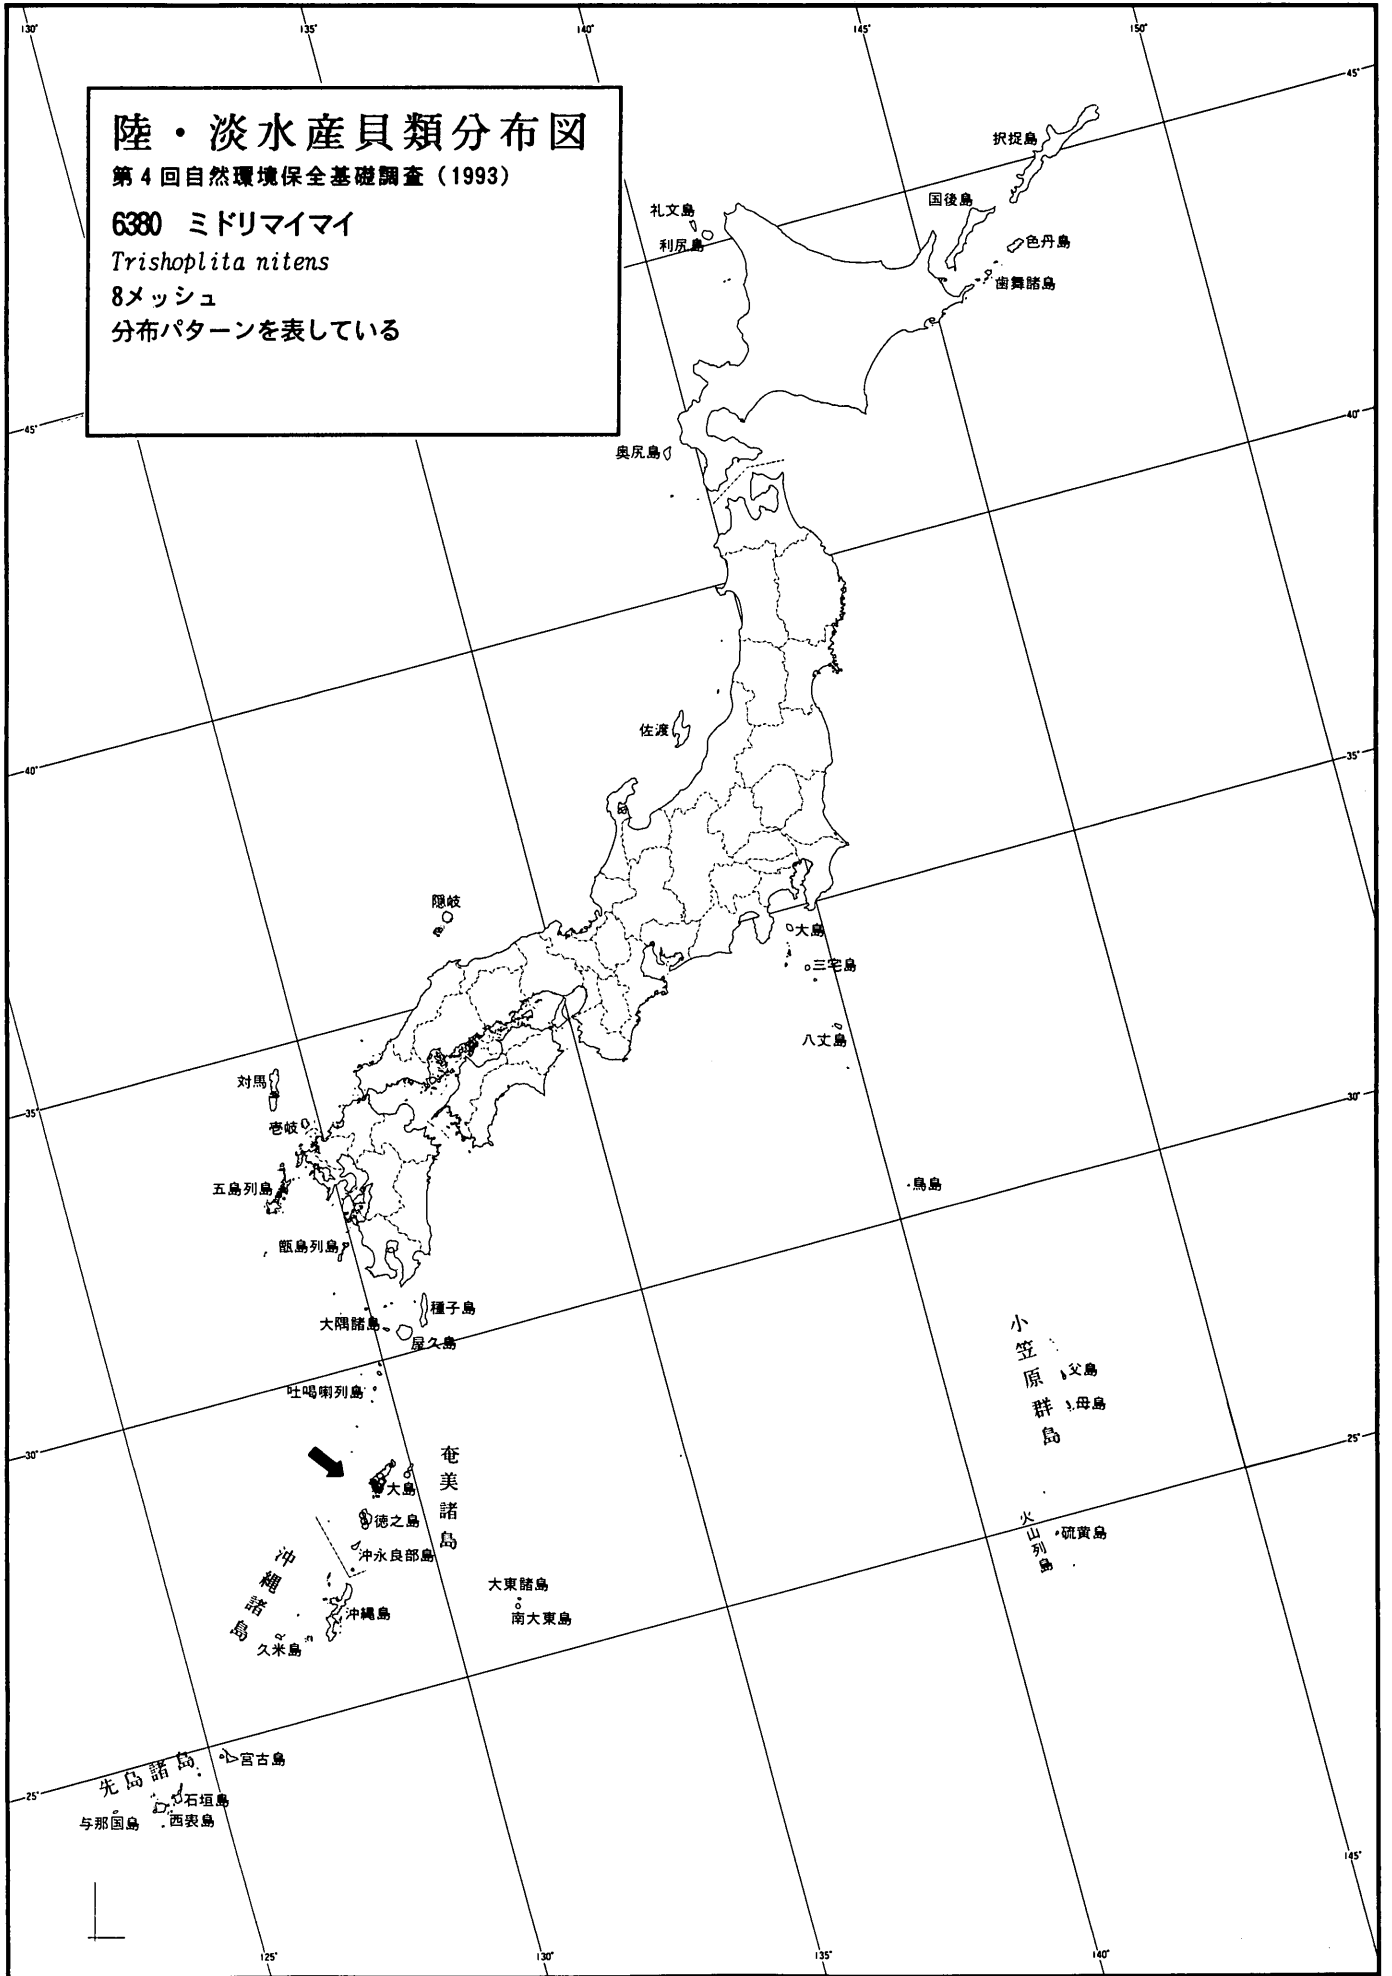 130°
135°
140°
145°
150°
45°
陸・淡水産貝類分布図
第4回自然環境保全基礎調査（1993）
6380 ミドリマイマイ
Trishoplita nitens
8メッシュ
分布パターンを表している
択捉島
国後島
礼文島
利尻島
色丹島
歯舞諸島
40°
45°
奥尻島
佐渡
35°
40°
隠岐
大島
三宅島
八丈島
対馬
30°
35°
壱岐
五島列島
鳥島
甑島列島
種子島
大隅諸島
屋久島
小笠原群島
父島
吐噶喇列島
母島
25°
30°
奄美諸島
大島
徳之島
火山列島
硫黄島
沖永良部島
沖縄諸島
大東諸島
沖縄島
南大東島
久米島
宮古島
先島諸島
25°
石垣島
与那国島
西表島
145°
125°
130°
135°
140°